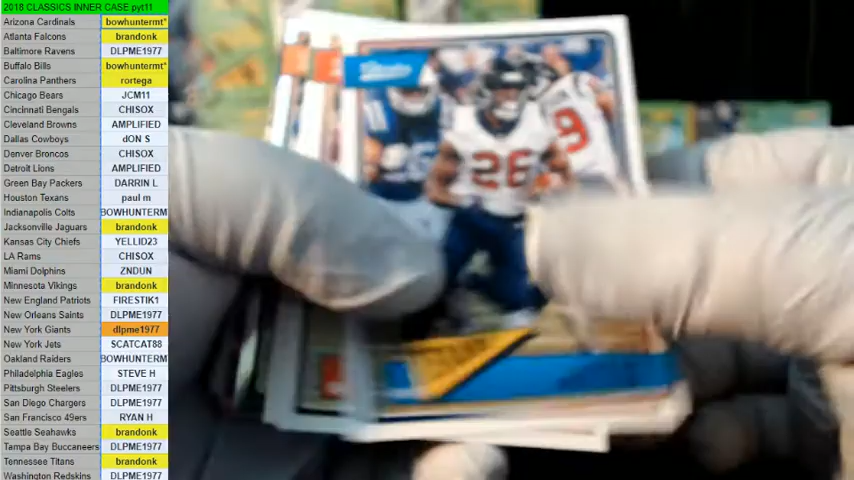 2018 CLASSICS INNER CASE pyt11
Arizona Cardinals bowhuntermt*
Atlanta Falcons brandonk
Baltimore Ravens DLPME1977
Buffalo Bills bowhuntermt*
Carolina Panthers rortega
Chicago Bears JCM11
Cincinnati Bengals CHISOX
Cleveland Browns AMPLIFIED
Dallas Cowboys dON S
Denver Broncos CHISOX
Detroit Lions AMPLIFIED
Green Bay Packers DARRIN L
Houston Texans paul m
Indianapolis Colts BOWHUNTERM
Jacksonville Jaguars brandonk
Kansas City Chiefs YELLID23
LA Rams CHISOX
Miami Dolphins ZNDUN
Minnesota Vikings brandonk
New England Patriots FIRESTIK1
New Orleans Saints DLPME1977
New York Giants dlpme1977
New York Jets SCATCAT88
Oakland Raiders BOWHUNTERM
Philadelphia Eagles STEVE H
Pittsburgh Steelers DLPME1977
San Diego Chargers DLPME1977
San Francisco 49ers RYAN H
Seattle Seahawks brandonk
Tampa Bay Buccaneers DLPME1977
Tennessee Titans brandonk
Washington Redskins DLPME1977
Classics
26
9